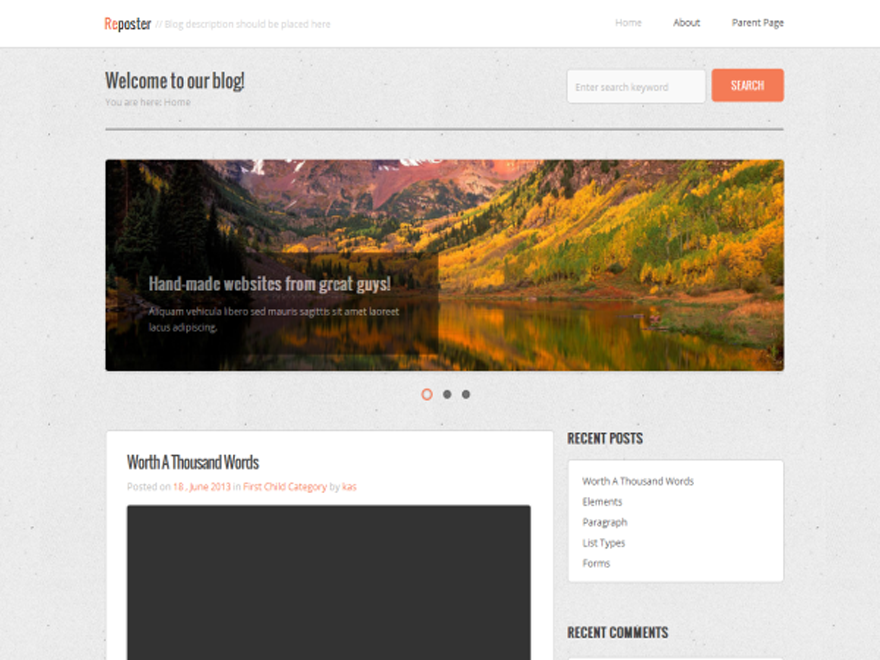 Reposter // Blog description should be placed here
Home About Parent Page
Welcome to our blog!
You are here: Home
Enter search keyword
SEARCH
Hand-made websites from great guys!
Aliquam vehicula libero sed mauris sagittis sit amet laoreet
lacus adipiscing.
Worth A Thousand Words
Posted on 18 . June 2013 in First Child Category by kas
RECENT POSTS
Worth A Thousand Words
Elements
Paragraph
List Types
Forms
RECENT COMMENTS